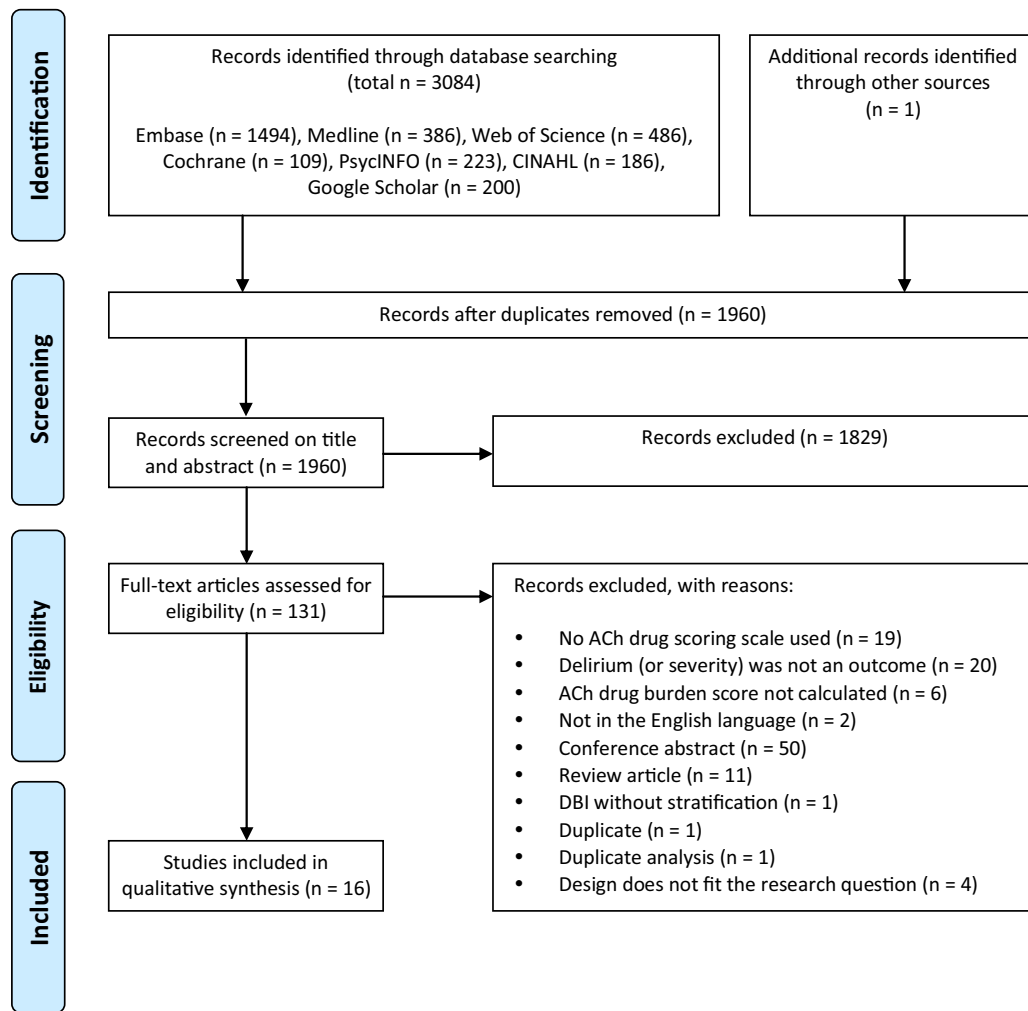 Identification
Records identified through database searching
(total n = 3084)
Embase (n = 1494), Medline (n = 386), Web of Science (n = 486),
Cochrane (n = 109), PsycINFO (n = 223), CINAHL (n = 186),
Google Scholar (n = 200)
Additional records identified
through other sources
(n = 1)
Screening
Records after duplicates removed (n = 1960)
Records screened on title
and abstract (n = 1960)
Records excluded (n = 1829)
Eligibility
Full-text articles assessed for
eligibility (n = 131)
Records excluded, with reasons:
• No ACh drug scoring scale used (n = 19)
• Delirium (or severity) was not an outcome (n = 20)
• ACh drug burden score not calculated (n = 6)
• Not in the English language (n = 2)
• Conference abstract (n = 50)
• Review article (n = 11)
• DBI without stratification (n = 1)
• Duplicate (n = 1)
• Duplicate analysis (n = 1)
• Design does not fit the research question (n = 4)
Included
Studies included in
qualitative synthesis (n = 16)